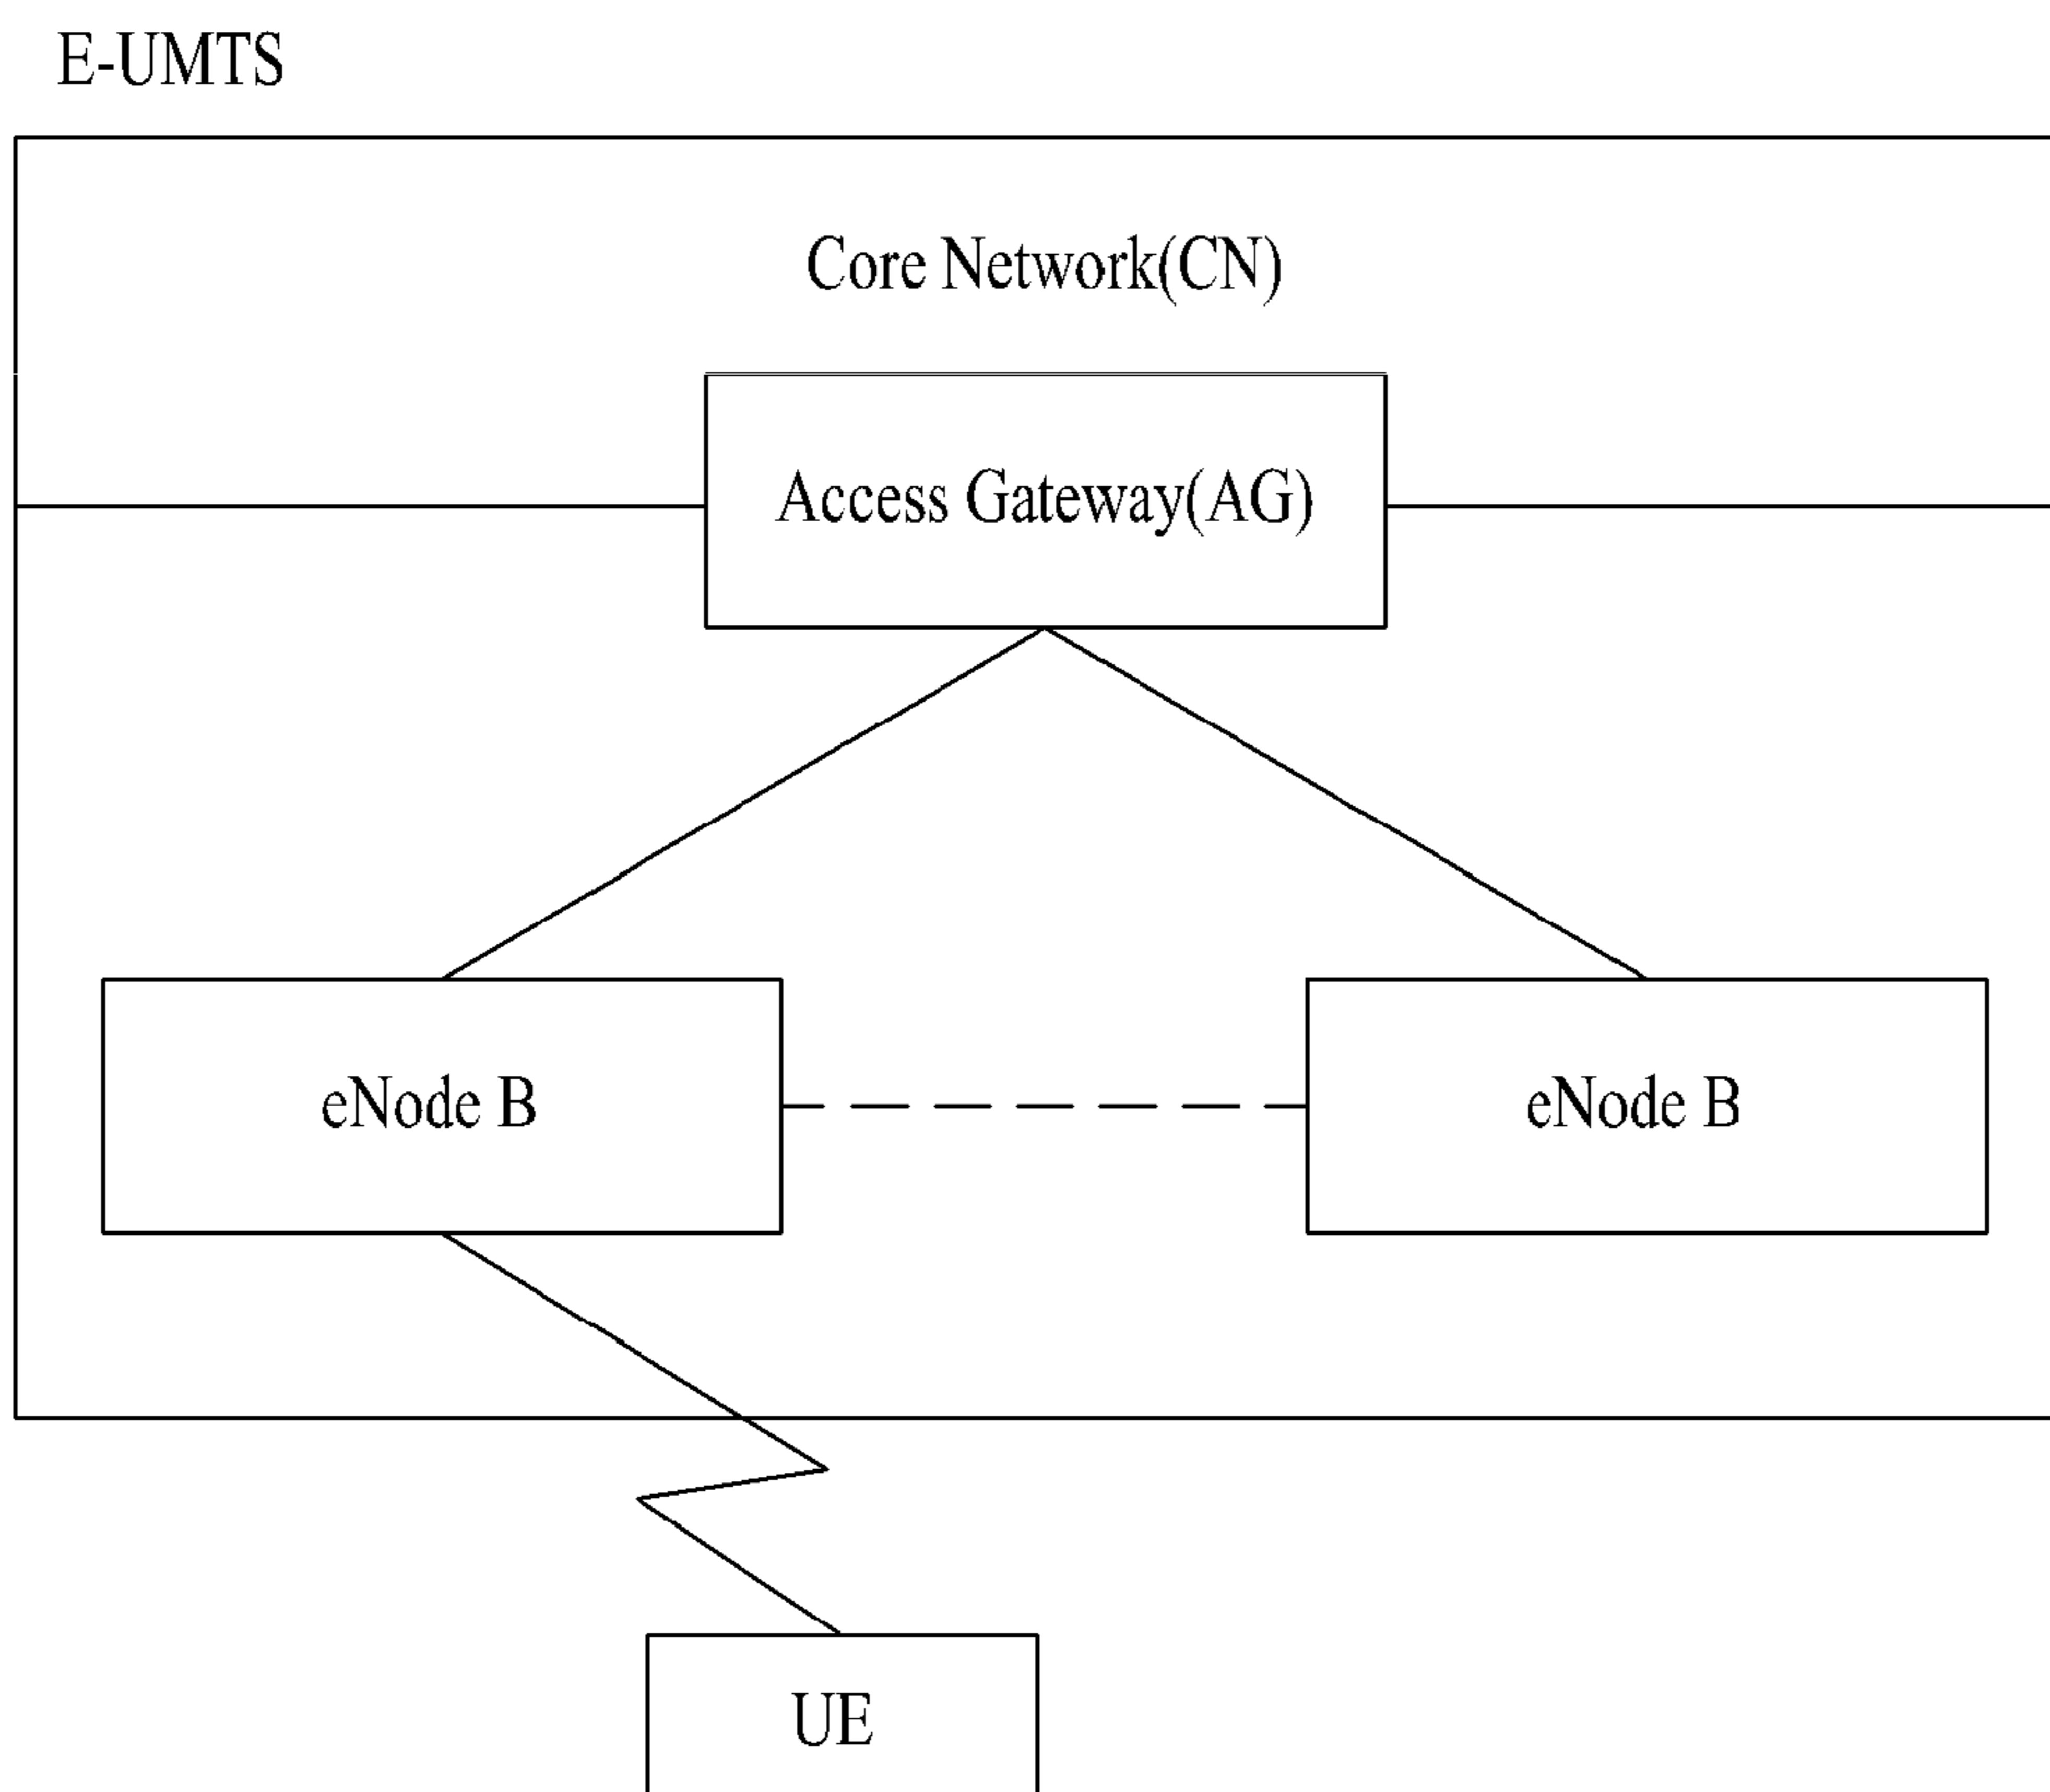 E-UMTS
Core Network(CN)
Access Gateway(AG)
eNode B
eNode B
UE